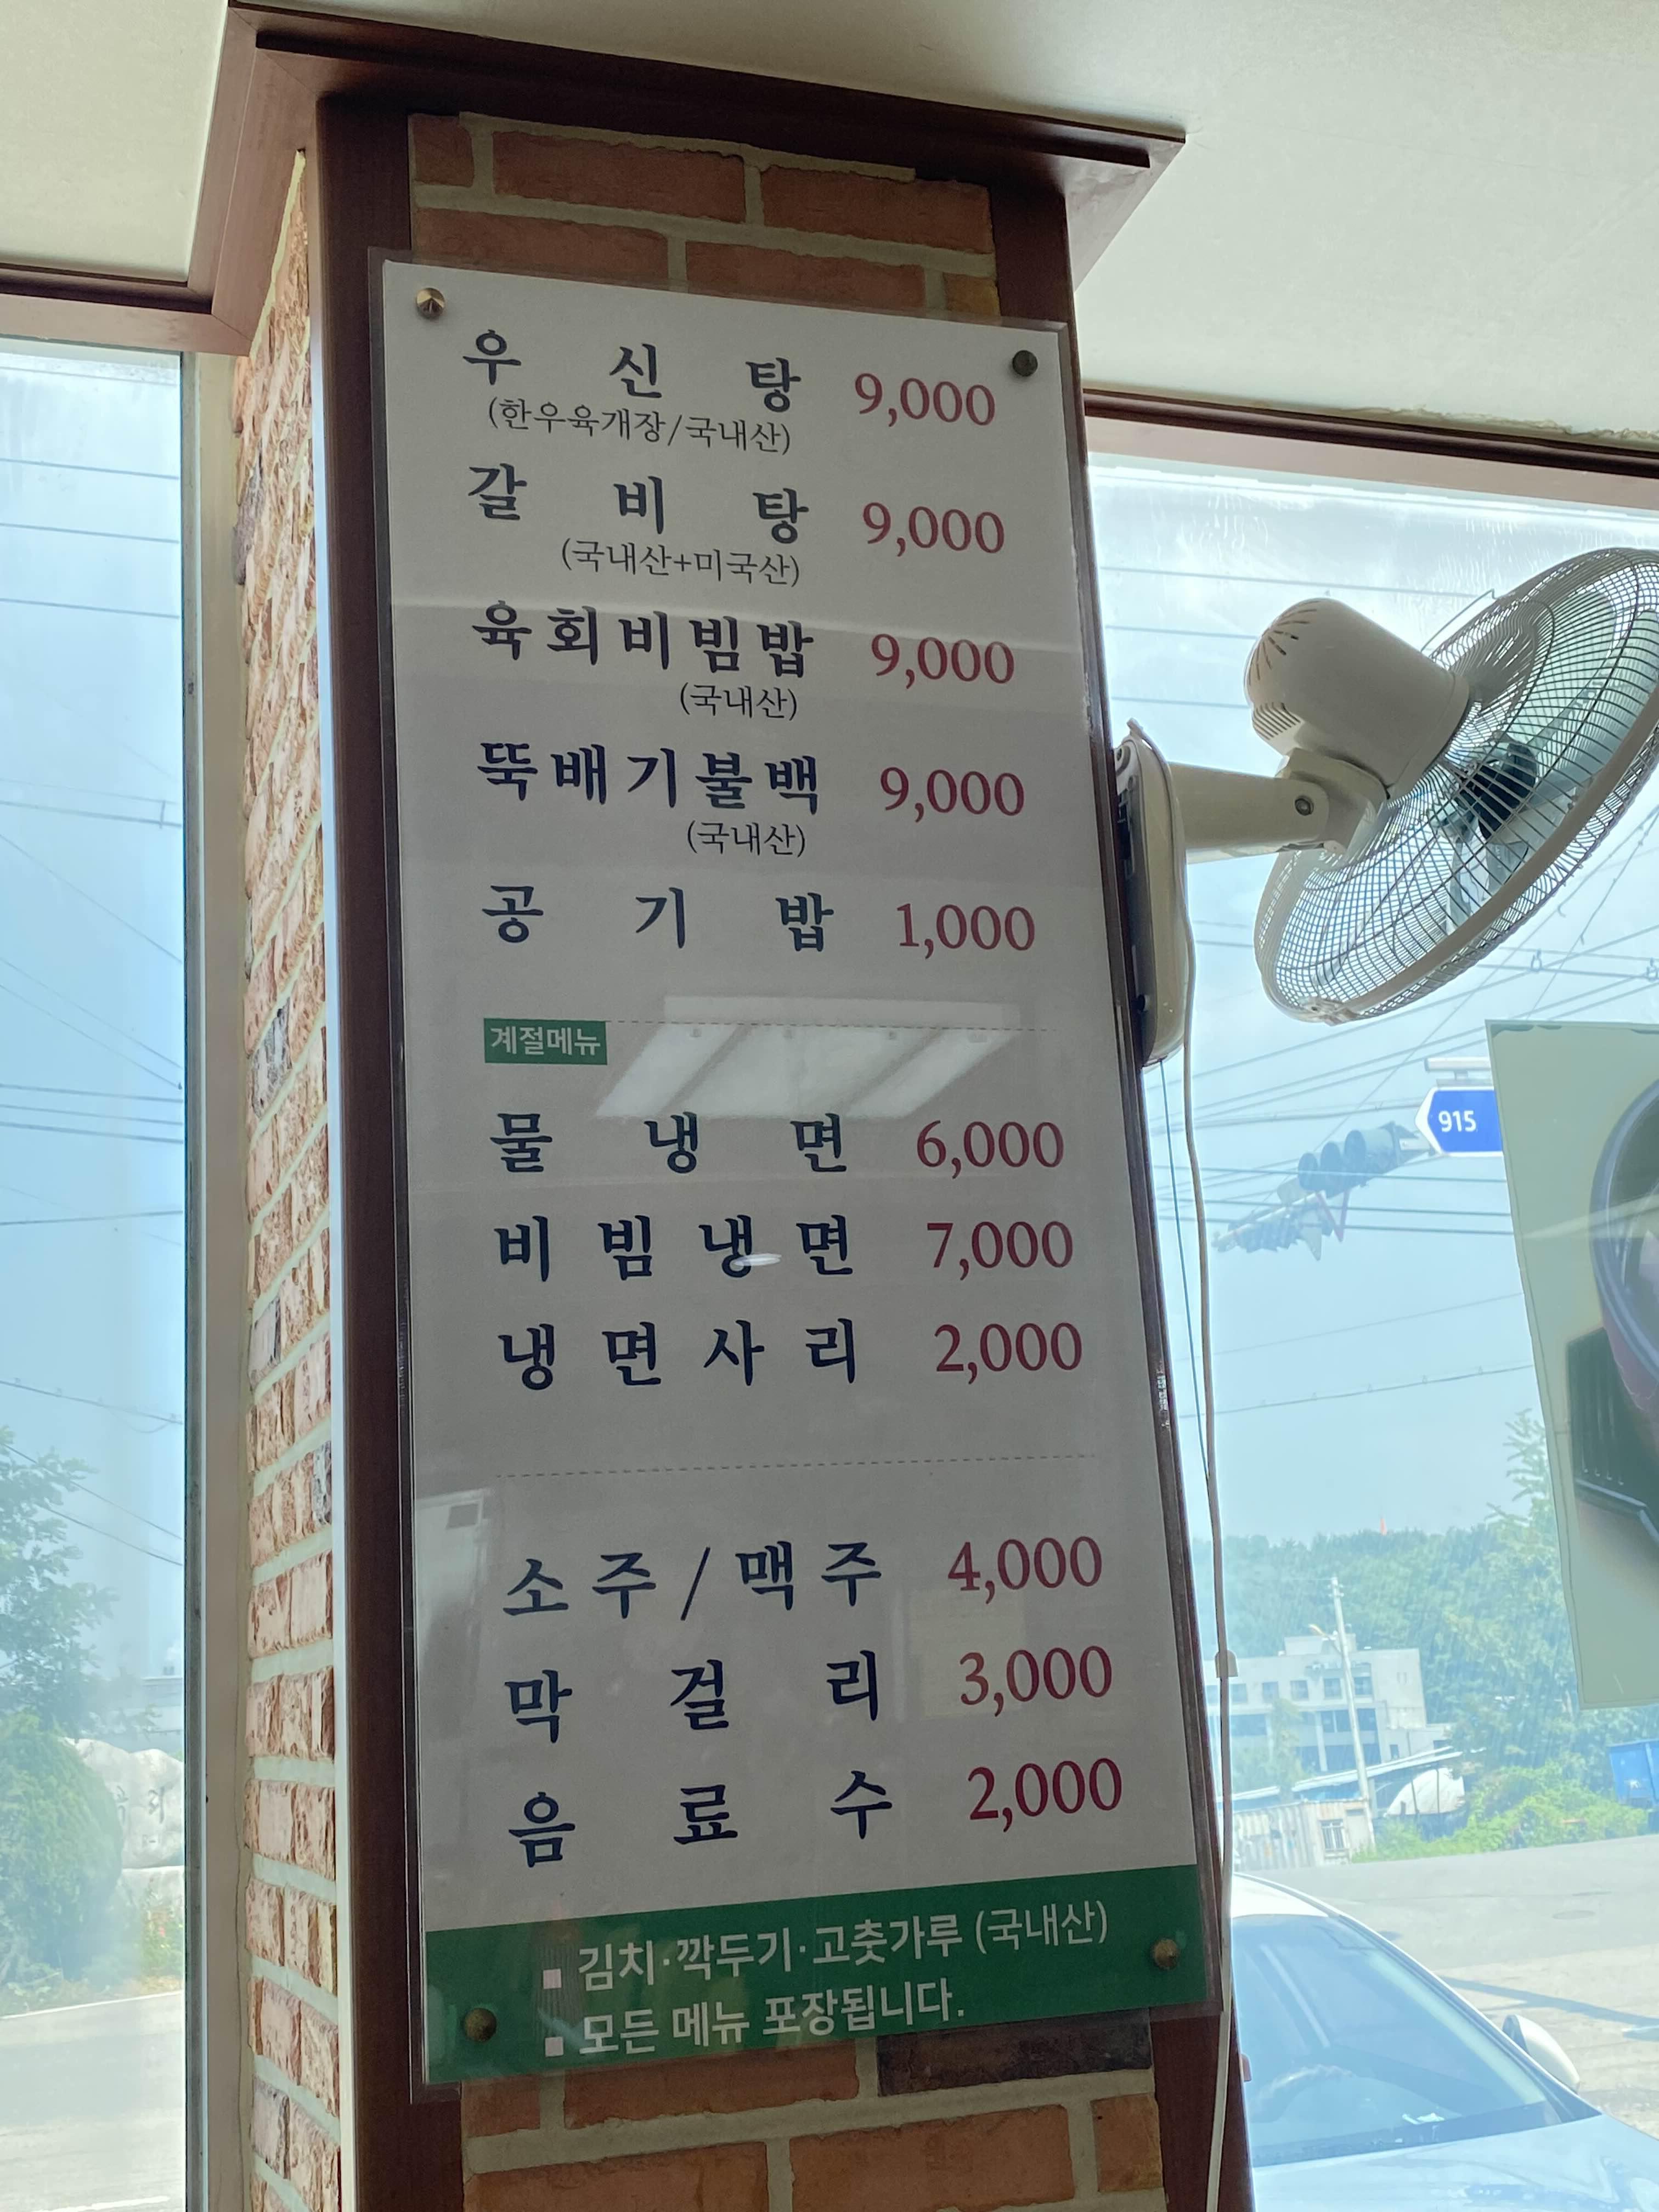 우신탕 9,000
(한우육개장/국내산)
갈비탕 9,000
(국내산+미국산)
육회비빔밥 9,000
(국내산)
뚝배기불백 9,000
(국내산)
공기밥 1,000
계절메뉴
물냉면 6,000
비빔냉면 7,000
냉면사리 2,000
소주/맥주 4,000
막걸리 3,000
음료수 2,000
▪ 김치·깍두기·고춧가루 (국내산)
▪ 모든 메뉴 포장됩니다.
915